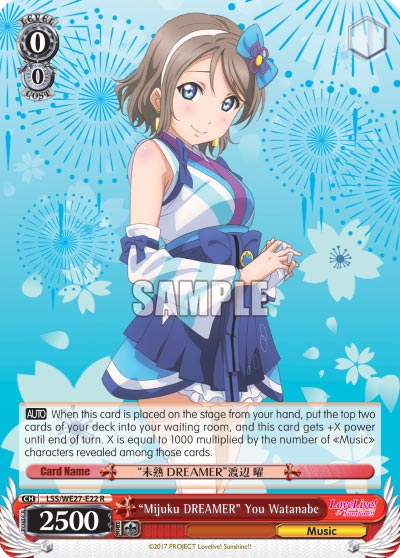 LEVEL
0
0
COST
SAMPLE
AUTO When this card is placed on the stage from your hand, put the top two
cards of your deck into your waiting room, and this card gets +X power
until end of turn. X is equal to 1000 multiplied by the number of «Music»
characters revealed among those cards.
Card Name "未熟 DREAMER"渡辺 曜
CH LSS/WE27-E22 R
"Mijuku DREAMER" You Watanabe
LoveLive!
Sunshine!!
2500
Music
©2017 PROJECT Lovelive! Sunshine!!